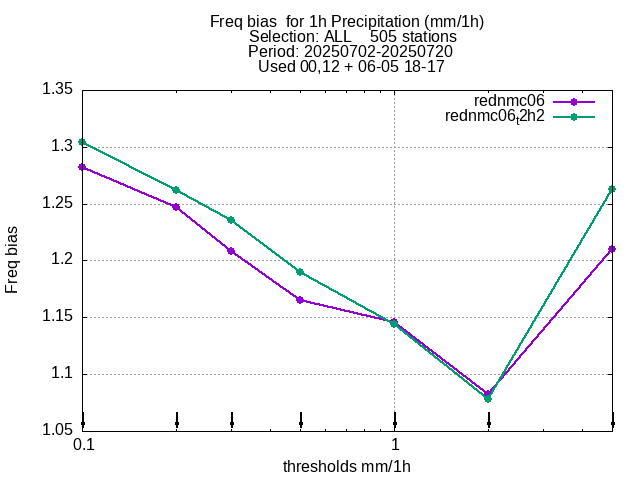 Freq bias  for 1h Precipitation (mm/1h)
Selection: ALL    505 stations
Period: 20250702-20250720
Used 00,12 + 06-05 18-17
rednmc06
rednmc06_t2h2
1.35
1.3
1.25
1.2
1.15
1.1
1.05
Freq bias
0.1 1
thresholds mm/1h